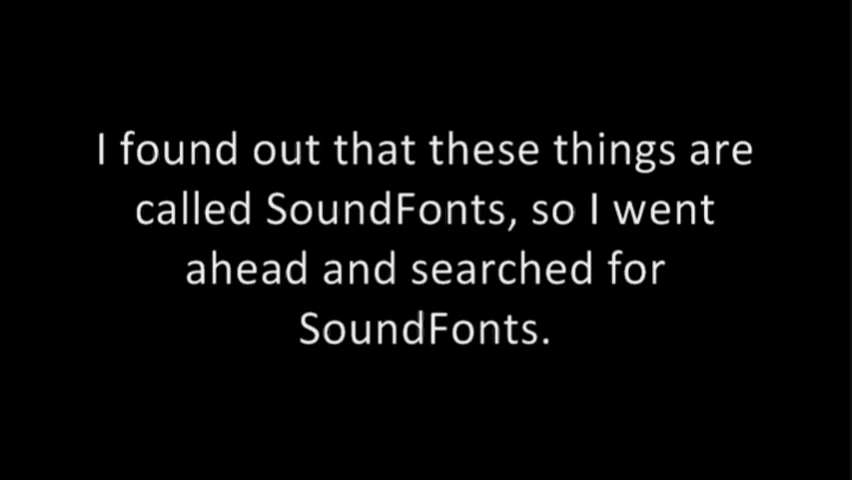 I found out that these things are
called SoundFonts, so I went
ahead and searched for
SoundFonts.